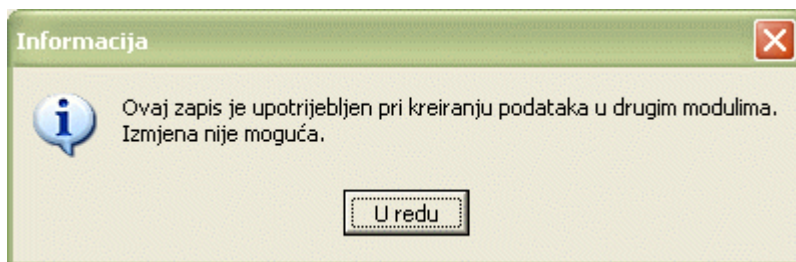 Informacija
Ovaj zapis je upotrijebljen pri kreiranju podataka u drugim modulima.
Izmjena nije moguća.
U redu